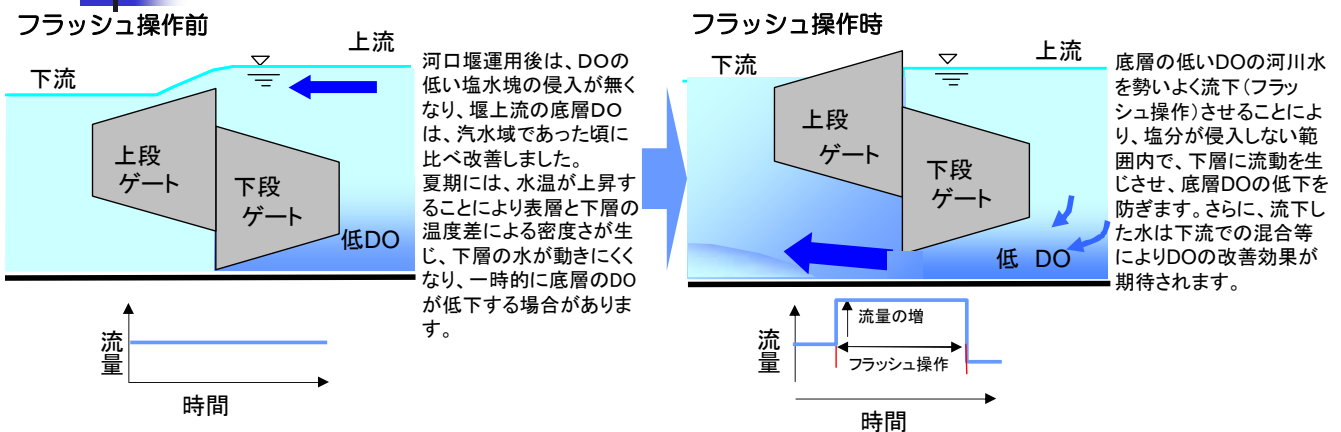 フラッシュ操作前
下流
上流
上段
ゲート
下段
ゲート
低DO
流
量
時間
河口堰運用後は、DOの
低い塩水塊の侵入が無く
なり、堰上流の底層DO
は、汽水域であった頃に
比べ改善しました。
夏期には、水温が上昇す
ることにより表層と下層の
温度差による密度さが生
じ、下層の水が動きにくく
なり、一時的に底層のDO
が低下する場合がありま
す。
フラッシュ操作時
下流
上流
上段
ゲート
下段
ゲート
低 DO
流量の増
フラッシュ操作
流
量
時間
底層の低いDOの河川水
を勢いよく流下(フラッ
シュ操作)させることによ
り、塩分が侵入しない範
囲内で、下層に流動を生
じさせ、底層DOの低下を
防ぎます。さらに、流下し
た水は下流での混合等
によりDOの改善効果が
期待されます。